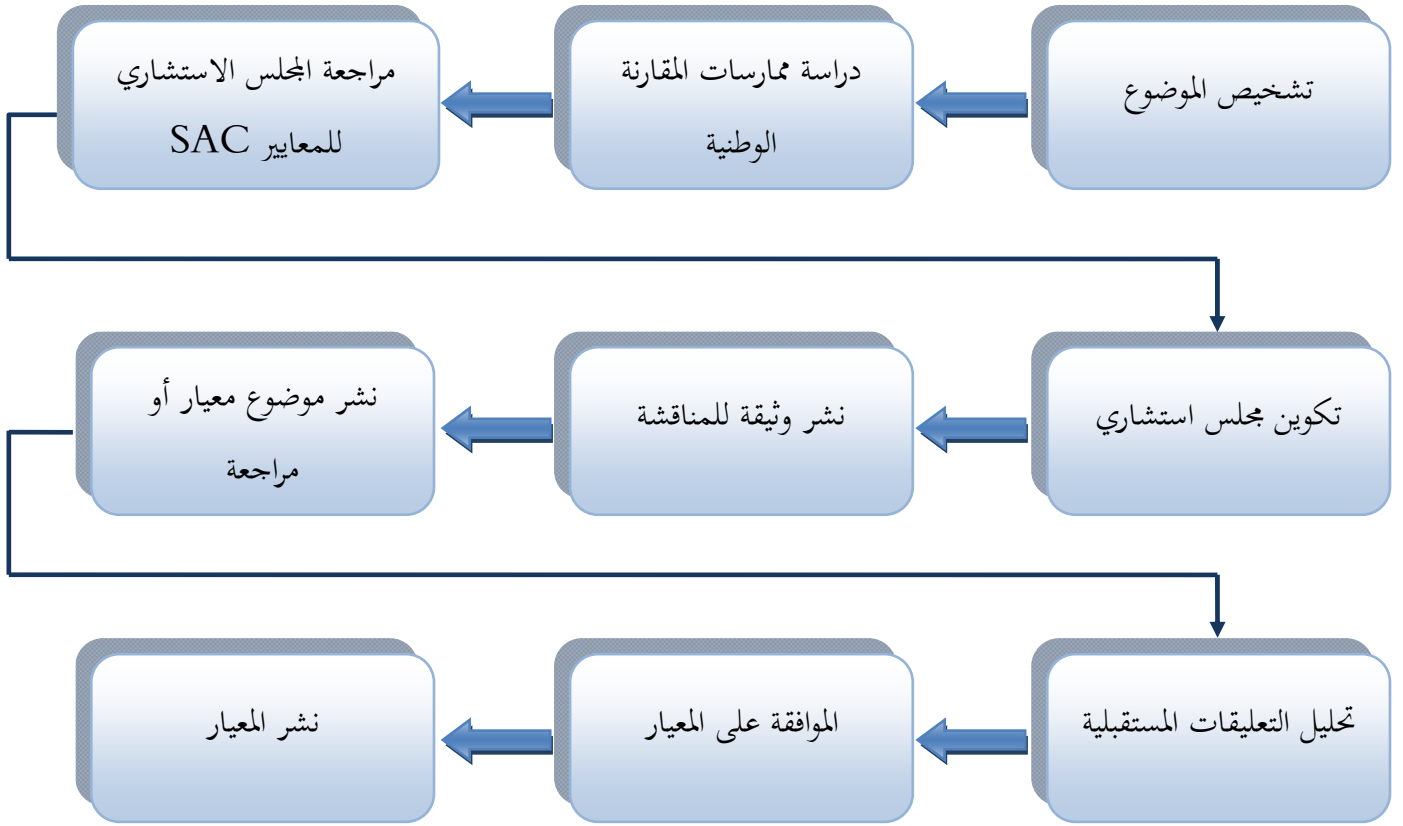 تشخيص الموضوع
دراسة ممارسات المقارنة
الوطنية
مراجعة المجلس الاستشاري
للمعايير SAC
تكوين مجلس استشاري
نشر وثيقة للمناقشة
نشر موضوع معيار أو
مراجعة
تحليل التعليقات المستقبلية
الموافقة على المعيار
نشر المعيار